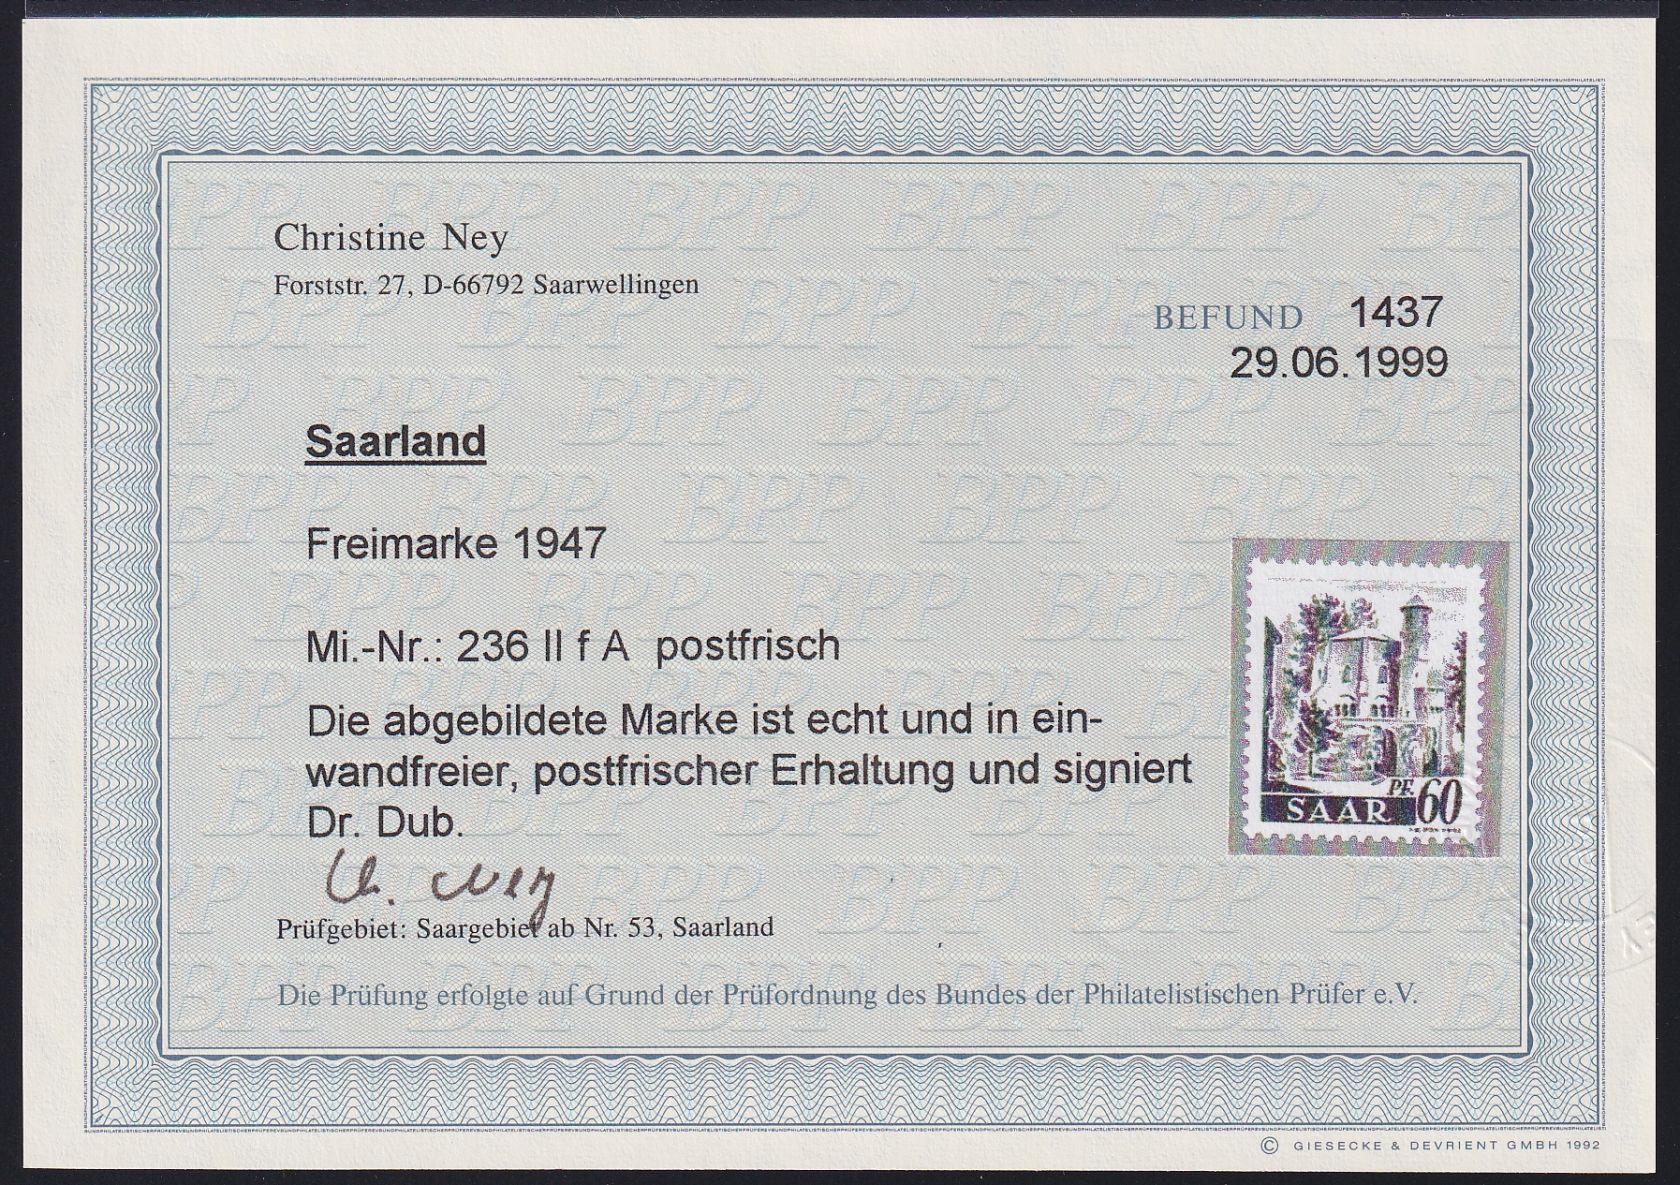 Christine Ney
Forststr. 27, D-66792 Saarwellingen
BEFUND 1437
29.06.1999
Saarland
Freimarke 1947
Mi.-Nr.: 236 II f A postfrisch
Die abgebildete Marke ist echt und in ein-
wandfreier, postfrischer Erhaltung und signiert
Dr. Dub.
PF. 60
SAAR
Ch. Ney
Prüfgebiet: Saargebiet ab Nr. 53, Saarland
Die Prüfung erfolgte auf Grund der Prüfordnung des Bundes der Philatelistischen Prüfer e.V.
© GIESECKE & DEVRIENT GMBH 1992